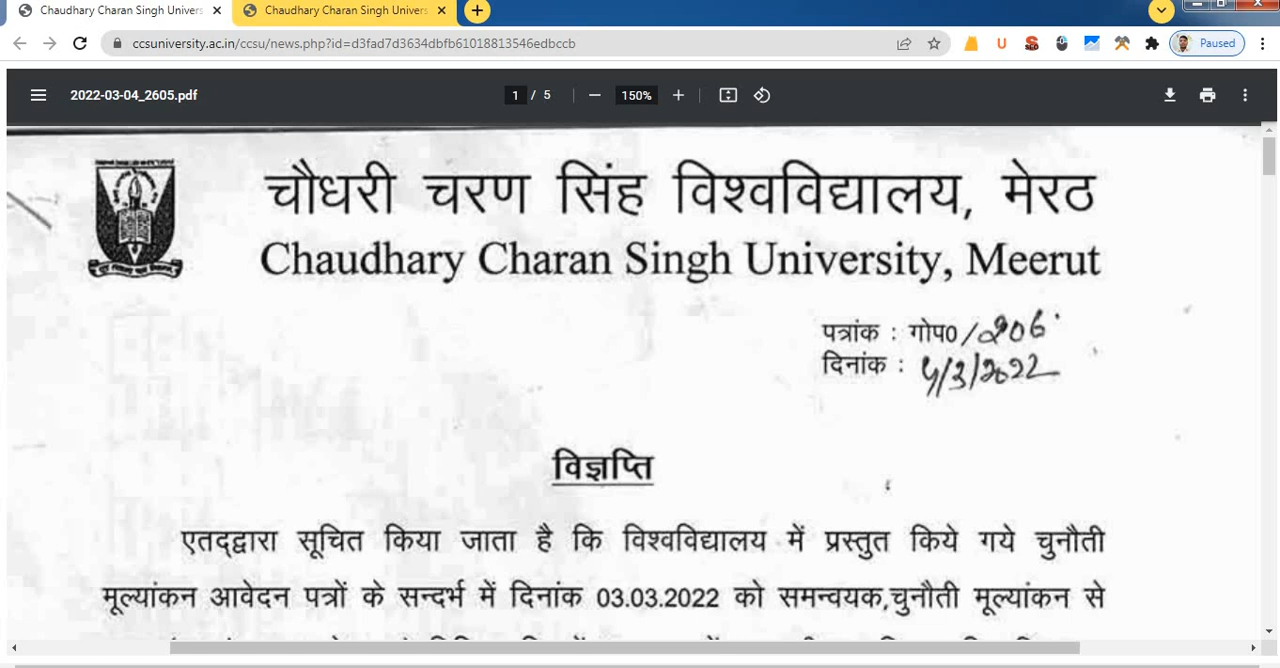 Chaudhary Charan Singh Univers
Chaudhary Charan Singh Univers
ccsuniversity.ac.in/ccsu/news.php?id=d3fad7d3634dbfb61018813546edbccb
Paused
2022-03-04_2605.pdf
1 / 5
150%
चौधरी चरण सिंह विश्वविद्यालय, मेरठ
Chaudhary Charan Singh University, Meerut
पत्रांक : गोप0/206
दिनांक : 4/3/2022
विज्ञप्ति
एतद्द्वारा सूचित किया जाता है कि विश्वविद्यालय में प्रस्तुत किये गये चुनौती
मूल्यांकन आवेदन पत्रों के सन्दर्भ में दिनांक 03.03.2022 को समन्वयक,चुनौती मूल्यांकन से